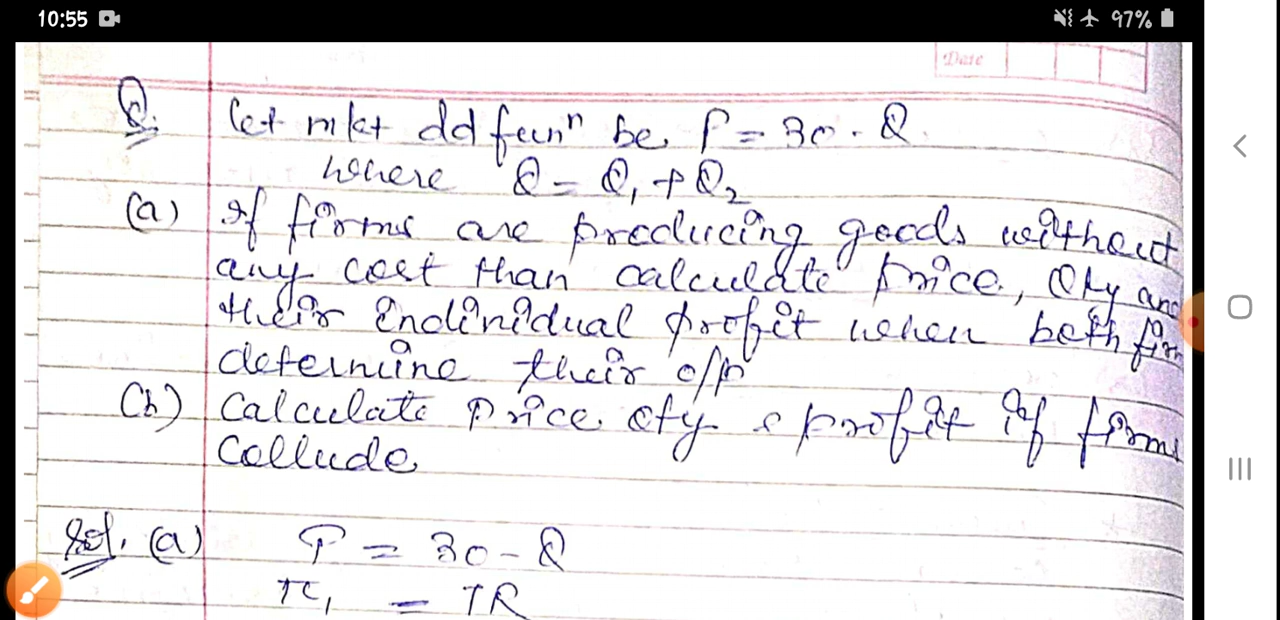 10:55
97%
Date
Q. Let mkt dd funⁿ be P = 30 - Q
where Q = Q₁ + Q₂
(a) If firms are producing goods without
any cost than calculate price, Qty and
their individual profit when both firm
determine their o/p
(b) Calculate Price Qty & profit if firms
Collude
Sol. (a) P = 30 - Q
π₁ = TR